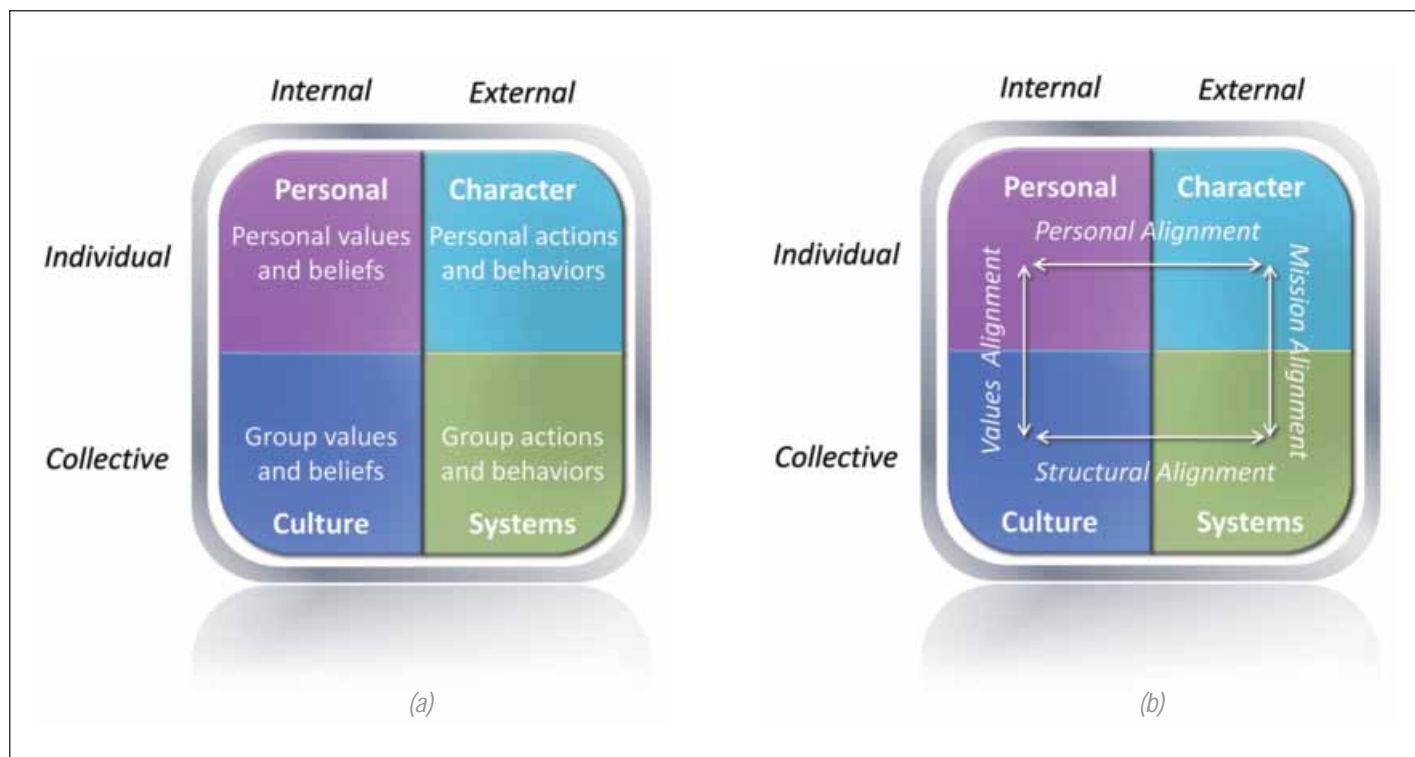 Internal External
Individual
Collective
Personal
Personal values
and beliefs
Character
Personal actions
and behaviors
Group values
and beliefs
Culture
Group actions
and behaviors
Systems
(a)
Internal External
Individual
Collective
Personal
Character
Personal Alignment
Values Alignment
Mission Alignment
Structural Alignment
Culture
Systems
(b)